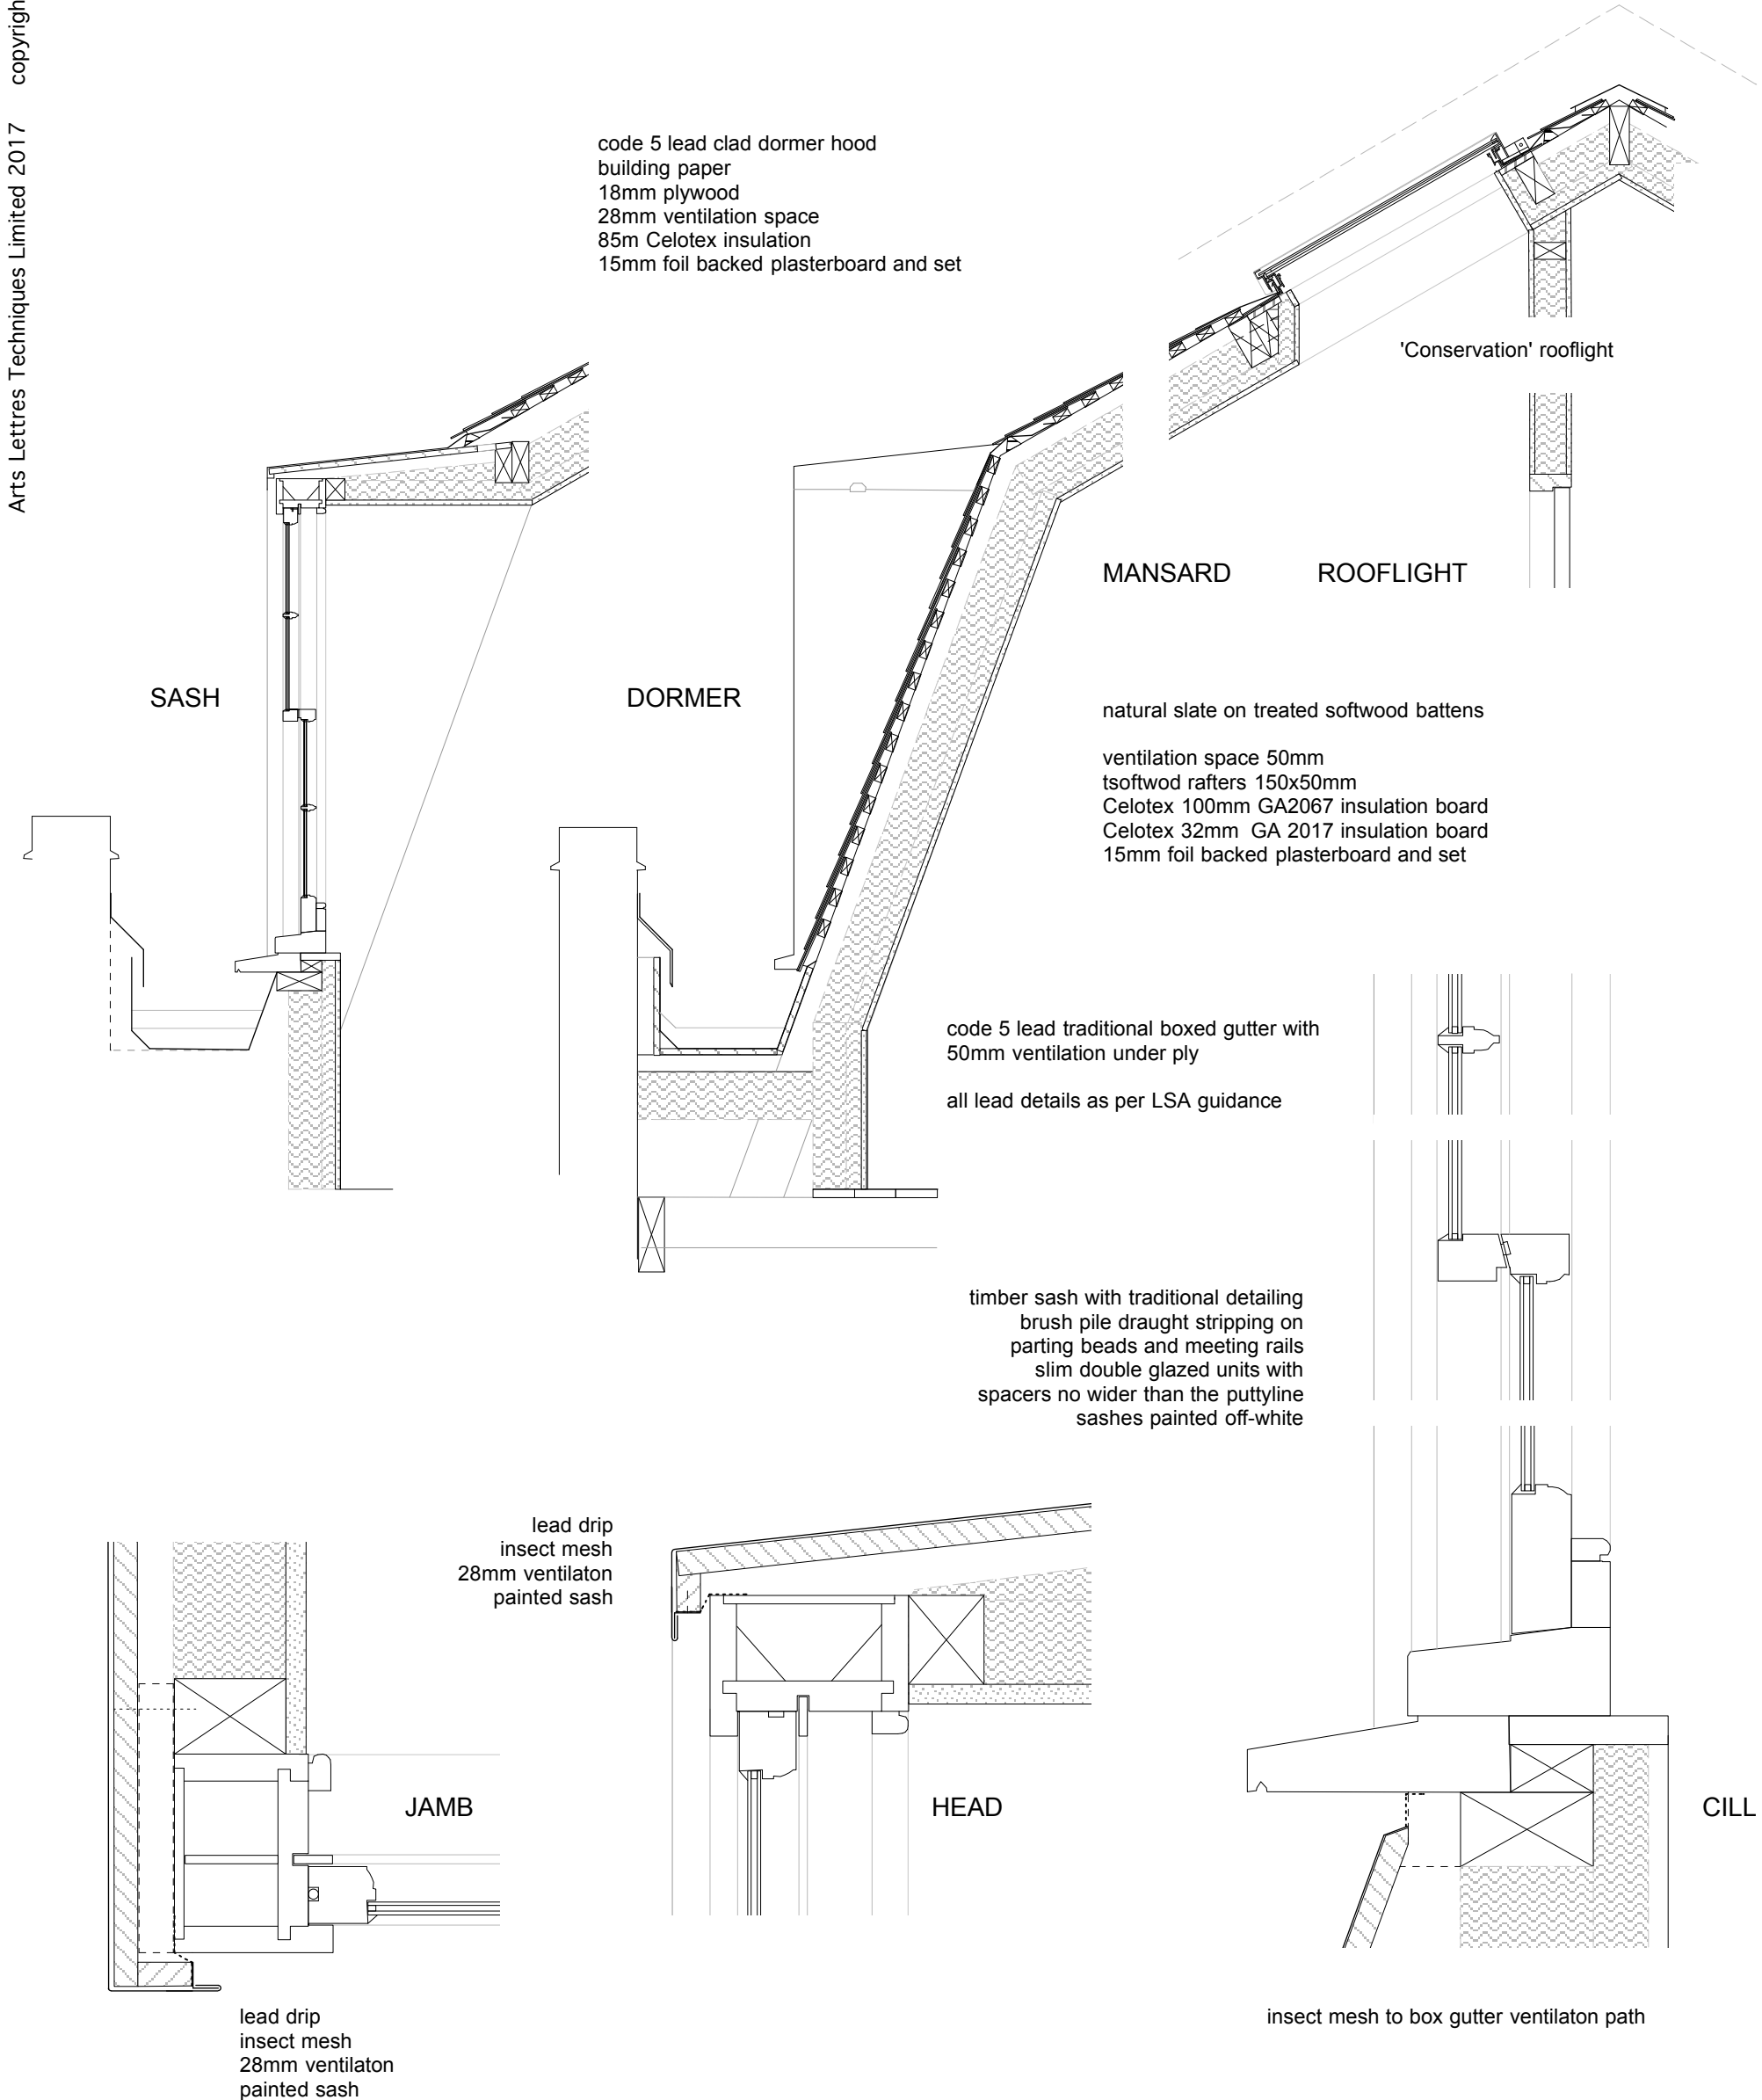 Arts Lettres Techniques Limited 2017 copyrigh
code 5 lead clad dormer hood
building paper
18mm plywood
28mm ventilation space
85m Celotex insulation
15mm foil backed plasterboard and set
'Conservation' rooflight
MANSARD
ROOFLIGHT
SASH
DORMER
natural slate on treated softwood battens
ventilation space 50mm
tsoftwod rafters 150x50mm
Celotex 100mm GA2067 insulation board
Celotex 32mm GA 2017 insulation board
15mm foil backed plasterboard and set
code 5 lead traditional boxed gutter with
50mm ventilation under ply
all lead details as per LSA guidance
timber sash with traditional detailing
brush pile draught stripping on
parting beads and meeting rails
slim double glazed units with
spacers no wider than the puttyline
sashes painted off-white
lead drip
insect mesh
28mm ventilaton
painted sash
JAMB
HEAD
CILL
lead drip
insect mesh
28mm ventilaton
painted sash
insect mesh to box gutter ventilaton path